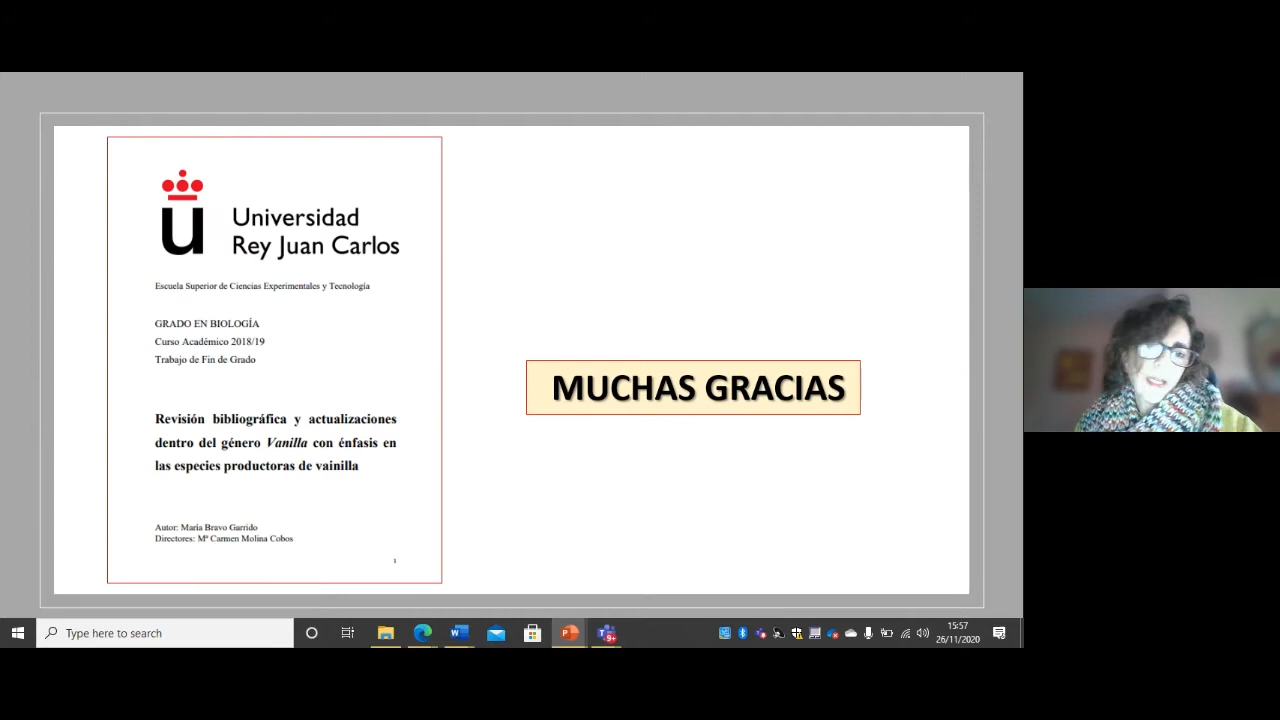 u
Universidad
Rey Juan Carlos
Escuela Superior de Ciencias Experimentales y Tecnología
GRADO EN BIOLOGÍA
Curso Académico 2018/19
Trabajo de Fin de Grado
Revisión bibliográfica y actualizaciones
dentro del género Vanilla con énfasis en
las especies productoras de vainilla
Autor: María Bravo Garrido
Directores: Mª Carmen Molina Cobos
1
MUCHAS GRACIAS
Type here to search
9+
15:57
26/11/2020